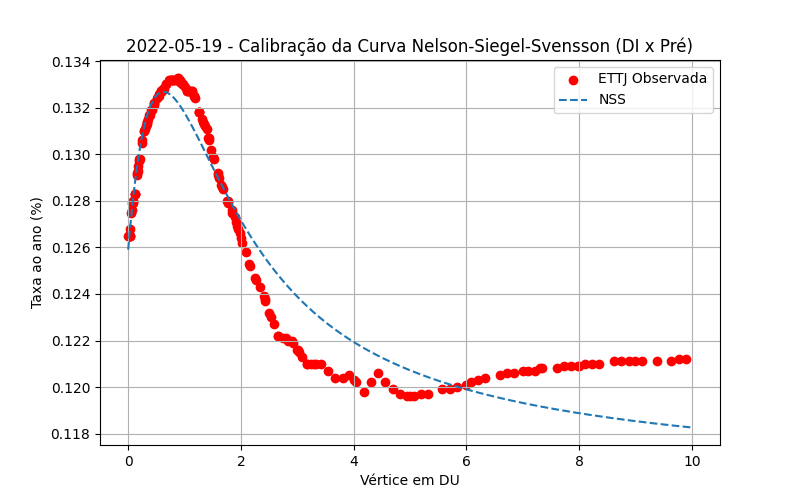 2022-05-19 - Calibração da Curva Nelson-Siegel-Svensson (DI x Pré)
ETTJ Observada
NSS
Taxa ao ano (%)
0.134
0.132
0.130
0.128
0.126
0.124
0.122
0.120
0.118
0 2 4 6 8 10
Vértice em DU